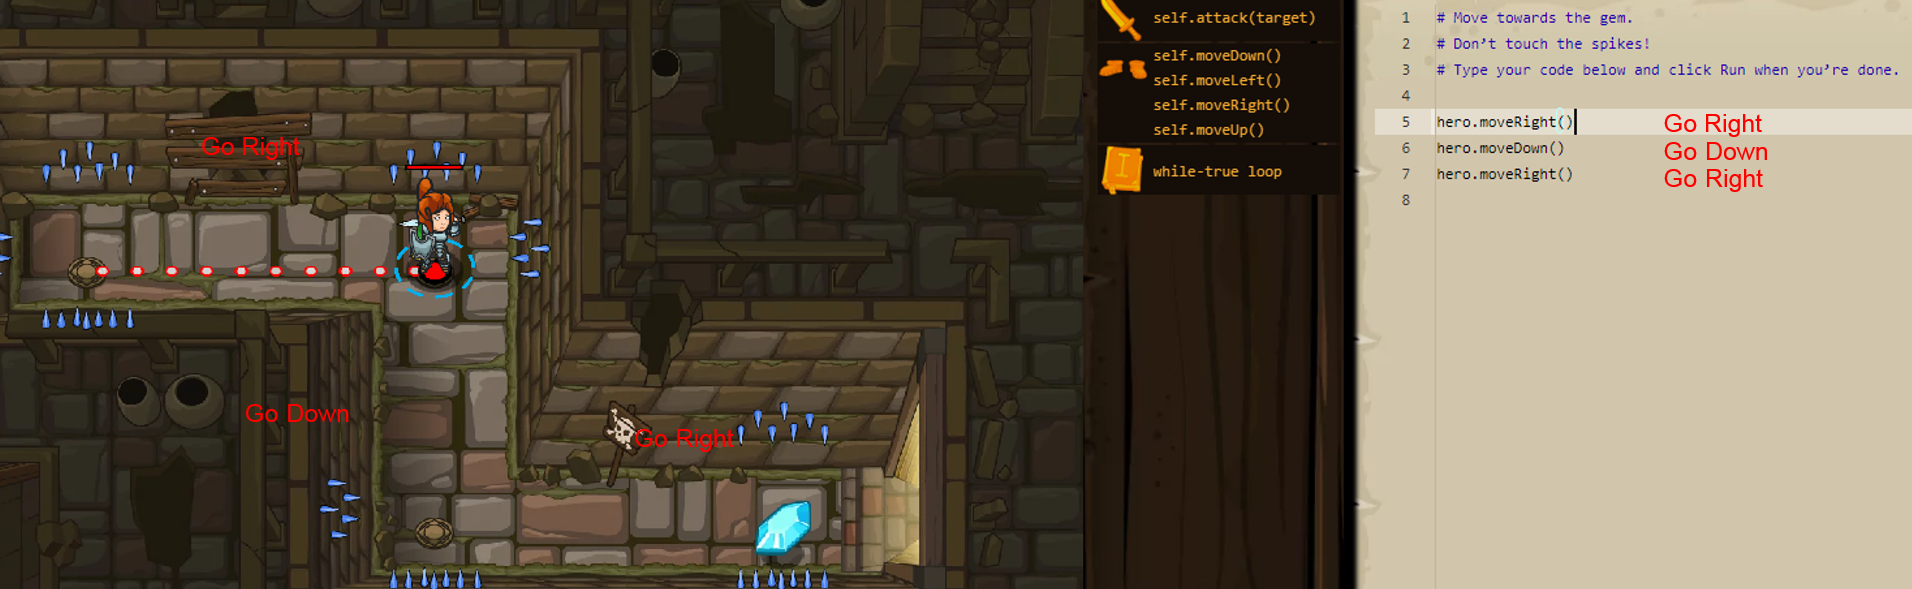 Go Right
Go Down
Go Right
self.attack(target)
self.moveDown()
self.moveLeft()
self.moveRight()
self.moveUp()
I
while-true loop
1 # Move towards the gem.
2 # Don't touch the spikes!
3 # Type your code below and click Run when you're done.
4
5 hero.moveRight() Go Right
6 hero.moveDown() Go Down
7 hero.moveRight() Go Right
8